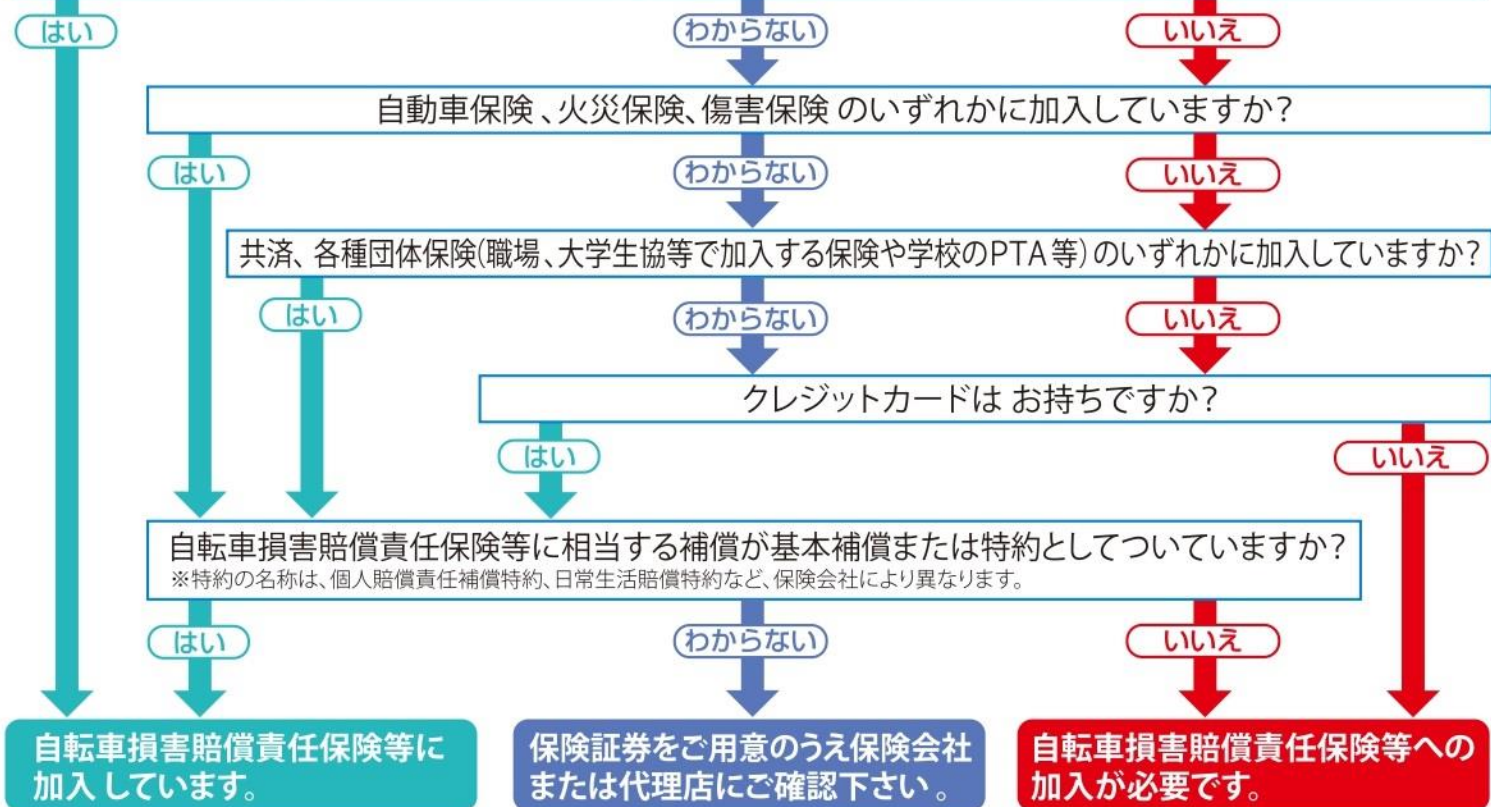 はい
わからない
いいえ
自動車保険、火災保険、傷害保険 のいずれかに加入していますか?
はい
わからない
いいえ
共済、各種団体保険(職場、大学生協等で加入する保険や学校のPTA等)のいずれかに加入していますか?
はい
わからない
いいえ
クレジットカードは お持ちですか?
はい
いいえ
自転車損害賠償責任保険等に相当する補償が基本補償または特約としてついていますか?
※特約の名称は、個人賠償責任補償特約、日常生活賠償特約など、保険会社により異なります。
はい
わからない
いいえ
自転車損害賠償責任保険等に
加入しています。
保険証券をご用意のうえ保険会社
または代理店にご確認下さい。
自転車損害賠償責任保険等への
加入が必要です。